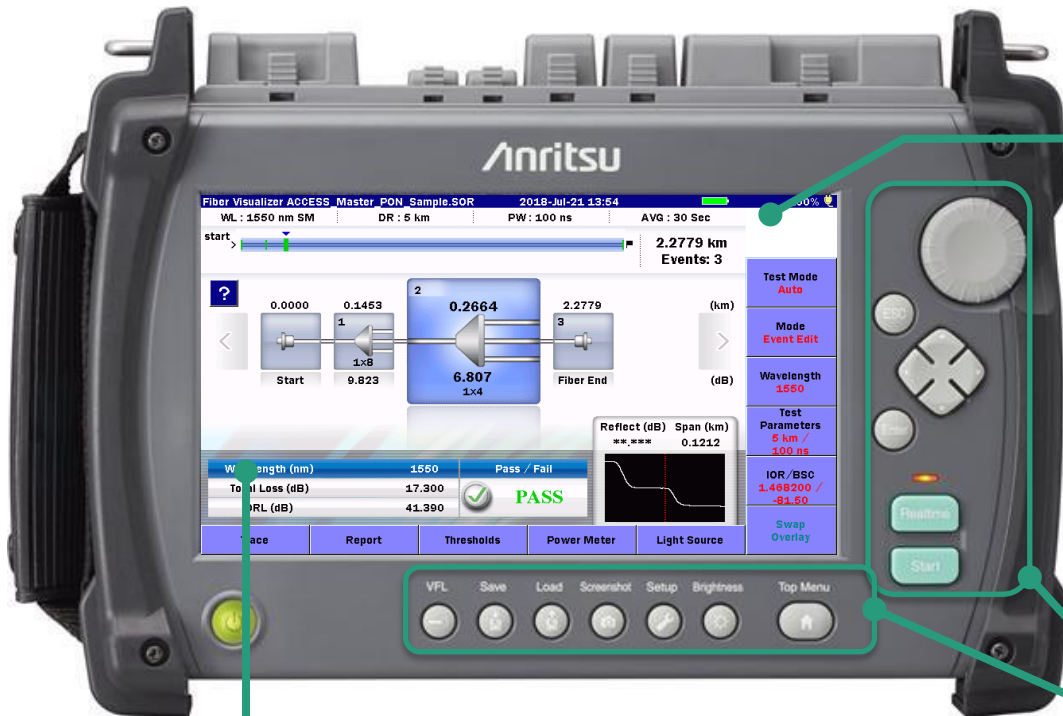 Anritsu
Fiber Visualizer ACCESS_Master_PON_Sample.SOR 2018-Jul-21 13:54
WL : 1550 nm SM DR : 5 km PW : 100 ns AVG : 30 Sec
start
2.2779 km
Events: 3
?
0.0000 0.1453 2 0.2664 2.2779 (km)
1 3
1x8
Start 9.823 6.807 Fiber End (dB)
1x4
Test Mode
Auto
Mode
Event Edit
Wavelength
1550
Test
Parameters
5 km /
100 ns
IOR/BSC
1.468200 /
-81.50
Swap
Overlay
Reflect (dB) Span (km)
**.*** 0.1212
(nm) 1550 Pass / Fail
Total Loss (dB) 17.300 PASS
(dB) 41.390
Report Thresholds Power Meter Light Source
ESC
Enter
Realtime
Start
VFL Save Load Screenshot Setup Brightness Top Menu